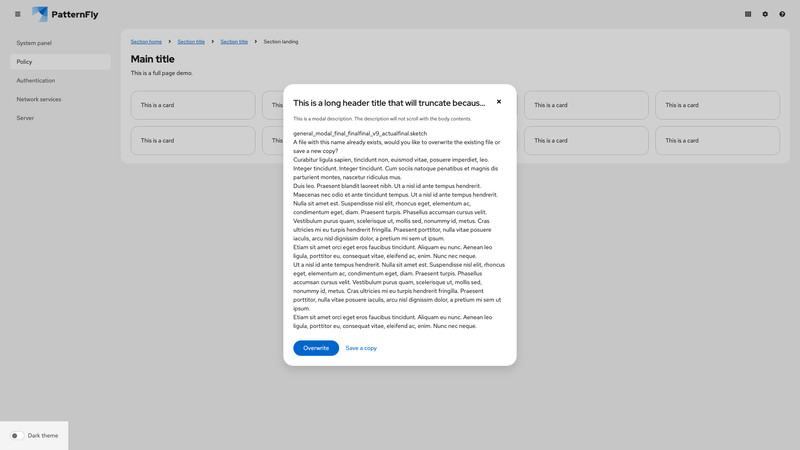 PatternFly
System panel
Policy
Authentication
Network services
Server
Section home
Section title
Section title
Section landing
Main title
This is a full page demo.
This is a card
This is a
This is a card
This is a card
This is a card
This is a
This is a card
This is a card
This is a long header title that will truncate becaus...
This is a modal description. The description will not scroll with the body contents.
general_modal_final_finalfinal_v9_actualfinal.sketch
A file with this name already exists, would you like to overwrite the existing file or
save a new copy?
Curabitur ligula sapien, tincidunt non, euismod vitae, posuere imperdiet, leo.
Integer tincidunt. Integer tincidunt. Cum sociis natoque penatibus et magnis dis
parturient montes, nascetur ridiculus mus.
Duis leo. Praesent blandit laoreet nibh. Ut a nisl id ante tempus hendrerit.
Maecenas nec odio et ante tincidunt tempus. Ut a nisl id ante tempus hendrerit.
Nulla sit amet est. Suspendisse nisl elit, rhoncus eget, elementum ac,
condimentum eget, diam. Praesent turpis. Phasellus accumsan cursus velit.
Vestibulum purus quam, scelerisque ut, mollis sed, nonummy id, metus. Cras
ultricies mi eu turpis hendrerit fringilla. Praesent porttitor, nulla vitae posuere
iaculis, arcu nisl dignissim dolor, a pretium mi sem ut ipsum.
Etiam sit amet orci eget eros faucibus tincidunt. Aliquam eu nunc. Aenean leo
ligula, porttitor eu, consequat vitae, eleifend ac, enim. Nunc nec neque.
Ut a nisl id ante tempus hendrerit. Nulla sit amet est. Suspendisse nisl elit, rhoncus
eget, elementum ac, condimentum eget, diam. Praesent turpis. Phasellus
accumsan cursus velit. Vestibulum purus quam, scelerisque ut, mollis sed,
nonummy id, metus. Cras ultricies mi eu turpis hendrerit fringilla. Praesent
porttitor, nulla vitae posuere iaculis, arcu nisl dignissim dolor, a pretium mi sem ut
ipsum.
Etiam sit amet orci eget eros faucibus tincidunt. Aliquam eu nunc. Aenean leo
ligula, porttitor eu, consequat vitae, eleifend ac, enim. Nunc nec neque.
Overwrite
Save a copy
Dark theme